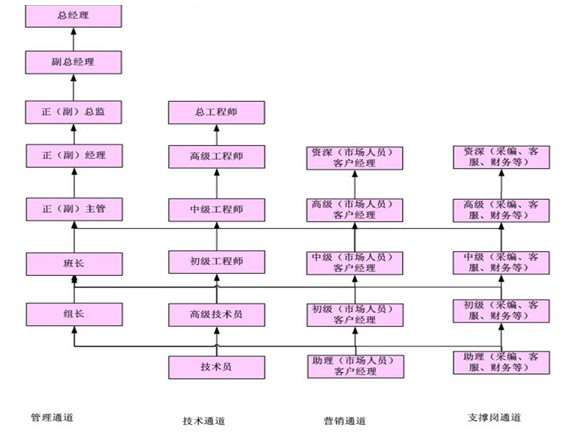 总经理
副总经理
正（副）总监
正（副）经理
正（副）主管
班长
组长
管理通道
总工程师
高级工程师
中级工程师
初级工程师
高级技术员
技术员
技术通道
资深（市场人员）
客户经理
高级（市场人员）
客户经理
中级（市场人员）
客户经理
初级（市场人员）
客户经理
助理（市场人员）
客户经理
营销通道
资深（采编、客
服、财务等）
高级（采编、客
服、财务等）
中级（采编、客
服、财务等）
初级（采编、客
服、财务等）
助理（采编、客
服、财务等）
支撑岗通道